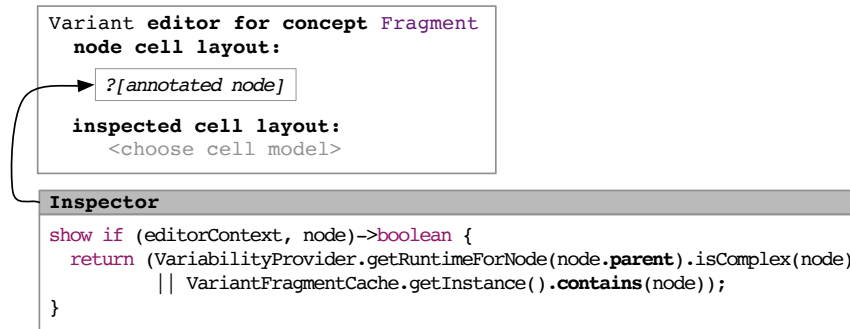 Variant editor for concept Fragment
node cell layout:
?[annotated node]
inspected cell layout:
<choose cell model>
Inspector
show if (editorContext, node)->boolean {
return (VariabilityProvider.getRuntimeForNode(node.parent).isComplex(node)
|| VariantFragmentCache.getInstance().contains(node));
}